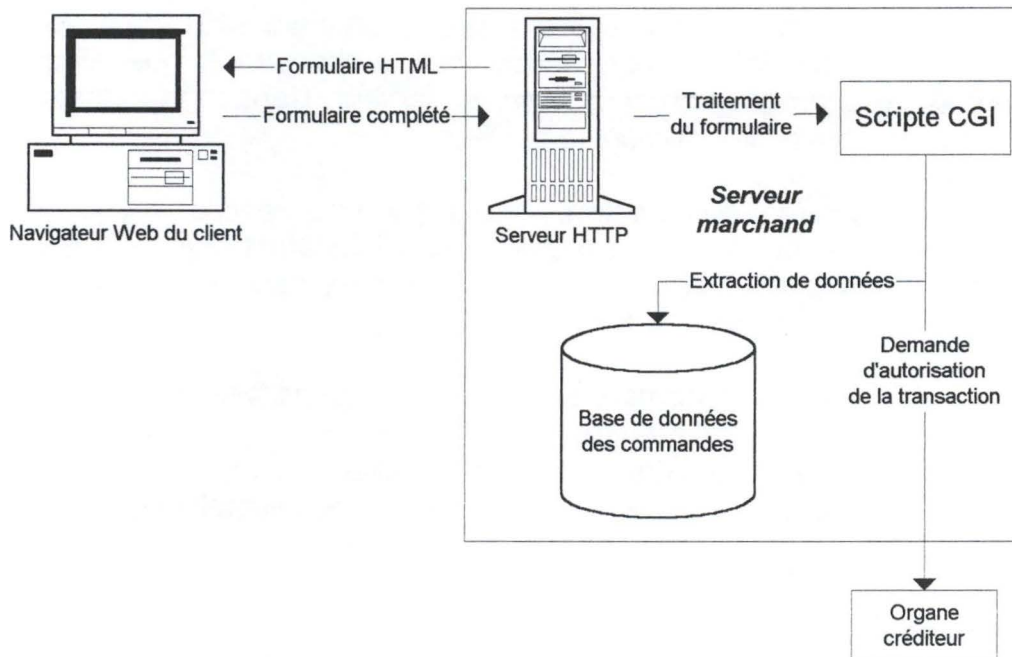 Formulaire HTML
Formulaire complété
Navigateur Web du client
Serveur HTTP
Traitement
du formulaire
Scripte CGI
Serveur
marchand
Extraction de données
Base de données
des commandes
Demande
d'autorisation
de la transaction
Organe
créditeur